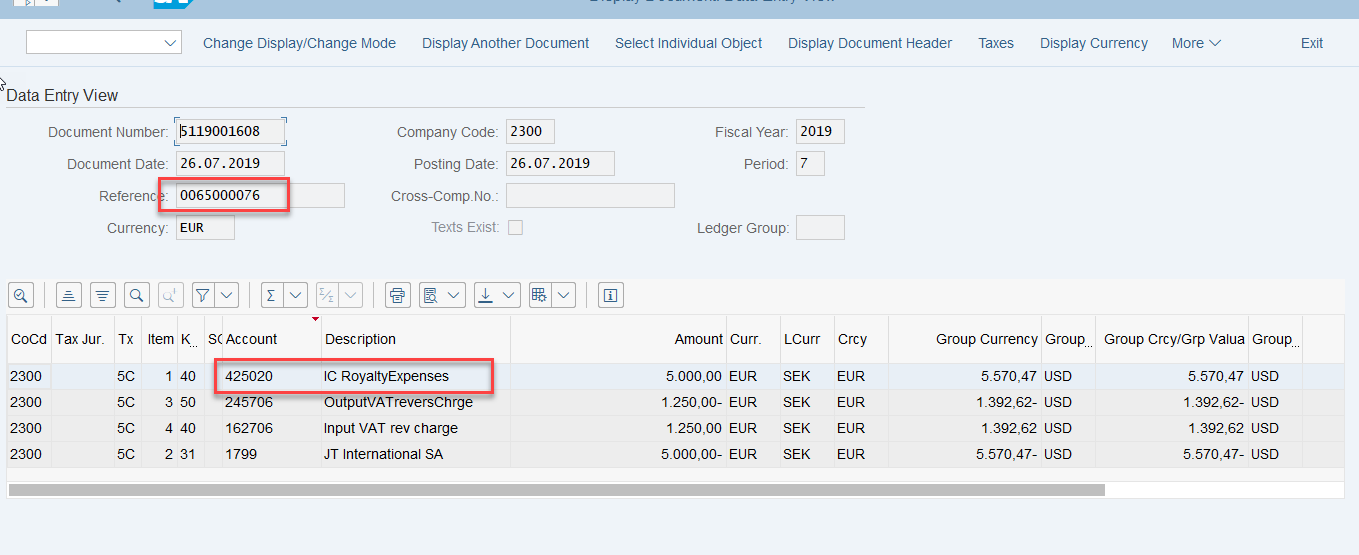 Change Display/Change Mode Display Another Document Select Individual Object Display Document Header Taxes Display Currency More Exit
Data Entry View
Document Number: 5119001608 Company Code: 2300 Fiscal Year: 2019
Document Date: 26.07.2019 Posting Date: 26.07.2019 Period: 7
Reference: 0065000076 Cross-Comp.No.:
Currency: EUR Texts Exist: Ledger Group:
CoCd Tax Jur. Tx Item K... Account Description Amount Curr. LCurr Crcy Group Currency Group... Group Crcy/Grp Valua Group...
2300 5C 1 40 425020 IC RoyaltyExpenses 5.000,00 EUR SEK EUR 5.570,47 USD 5.570,47 USD
2300 5C 3 50 245706 OutputVATreversChrge 1.250,00- EUR SEK EUR 1.392,62- USD 1.392,62- USD
2300 5C 4 40 162706 Input VAT rev charge 1.250,00 EUR SEK EUR 1.392,62 USD 1.392,62 USD
2300 5C 2 31 1799 JT International SA 5.000,00- EUR SEK EUR 5.570,47- USD 5.570,47- USD